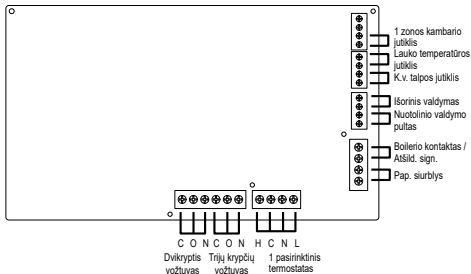 1 zonos kambario
jutiklis
Lauko temperatūros
jutiklis
K.v. talpos jutiklis
Išorinis valdymas
Nuotolinio valdymo
pultas
Boilerio kontaktas /
Atšild. sign.
Pap. siurblys
C O N C O N H C N L
Dvikryptis
vožtuvas
Trijų krypčių
vožtuvas
1 pasirinktinis
termostatas